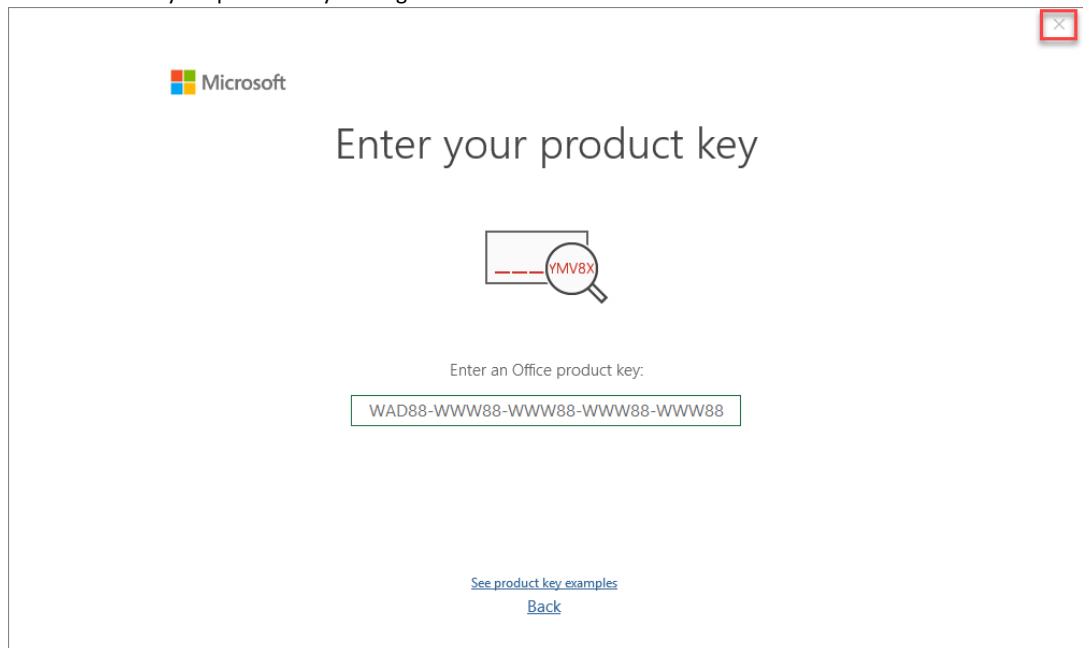 Microsoft
Enter your product key
___YMV8X
Enter an Office product key:
WAD88-WWW88-WWW88-WWW88-WWW88
See product key examples
Back